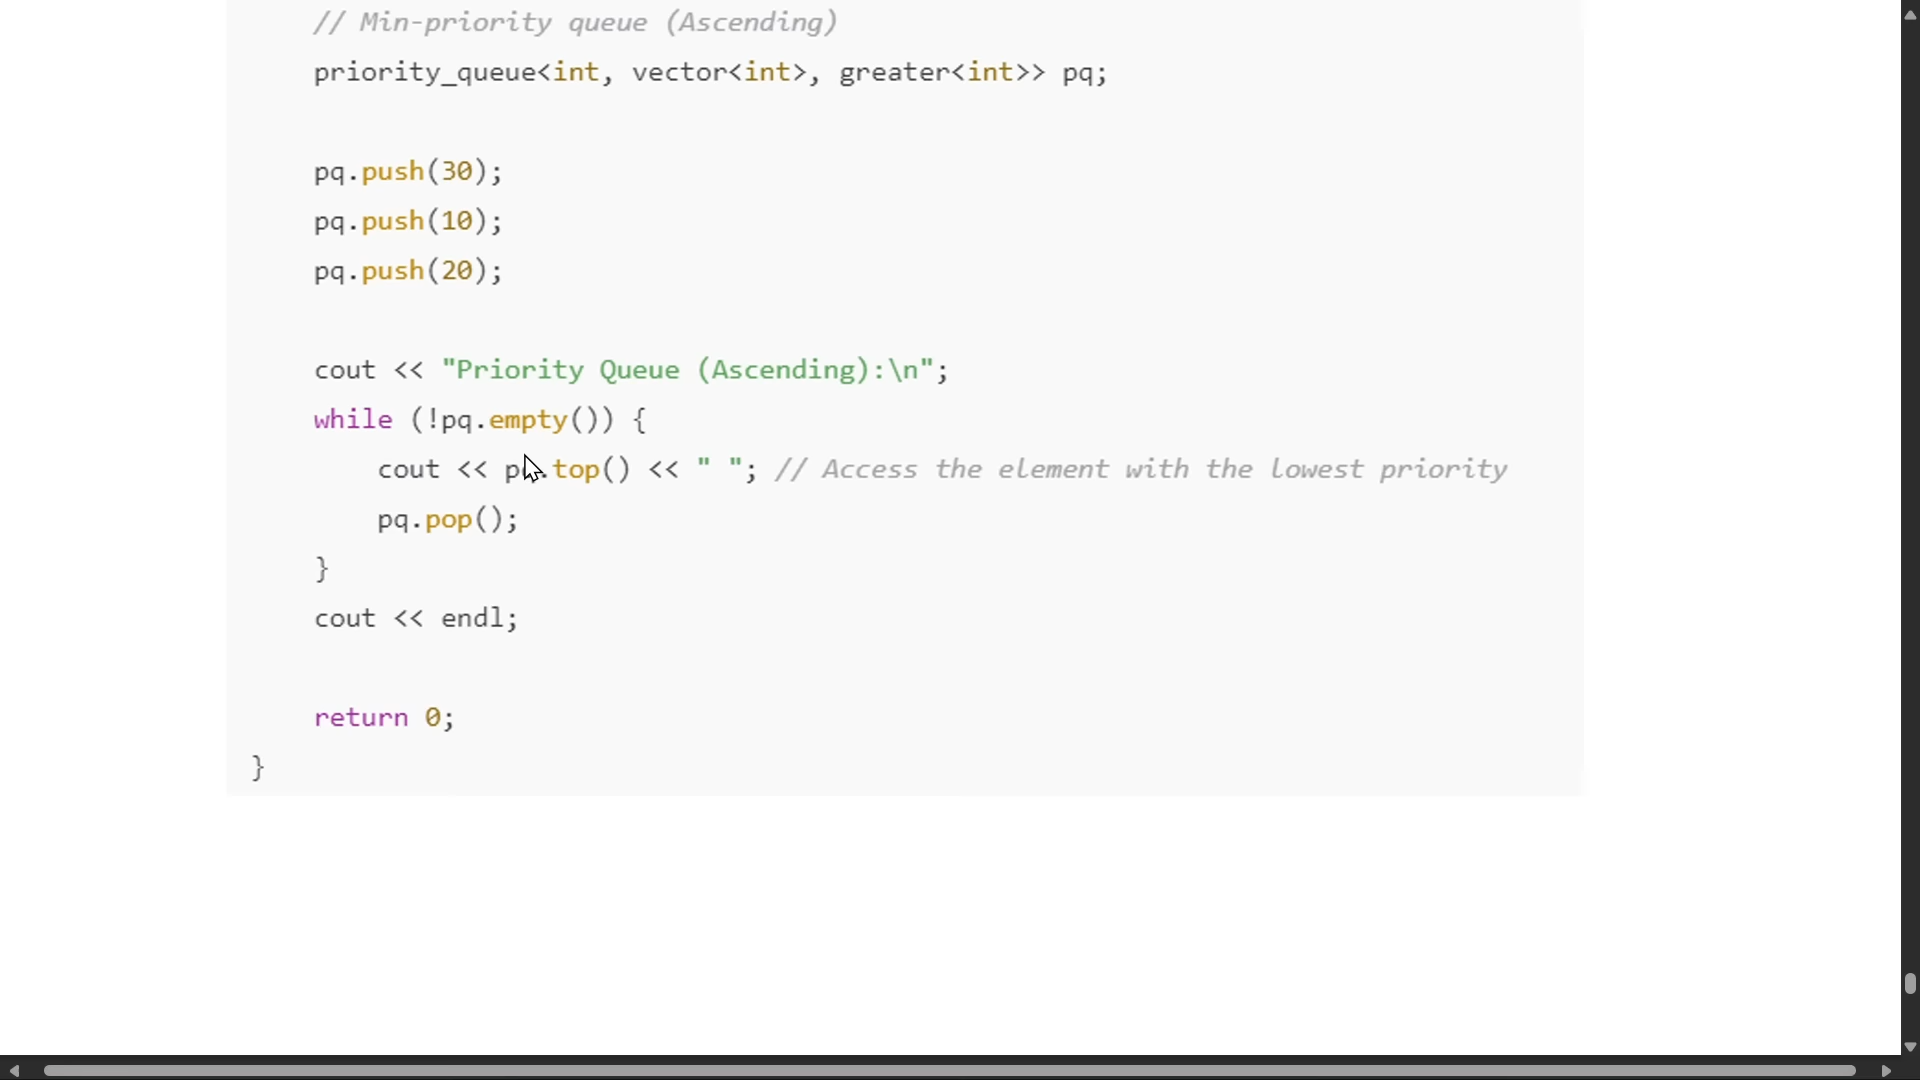 // Min-priority queue (Ascending)
priority_queue<int, vector<int>, greater<int>> pq;
pq.push(30);
pq.push(10);
pq.push(20);
cout << "Priority Queue (Ascending):\n";
while (!pq.empty()) {
cout << pq.top() << " "; // Access the element with the lowest priority
pq.pop();
}
cout << endl;
return 0;
}